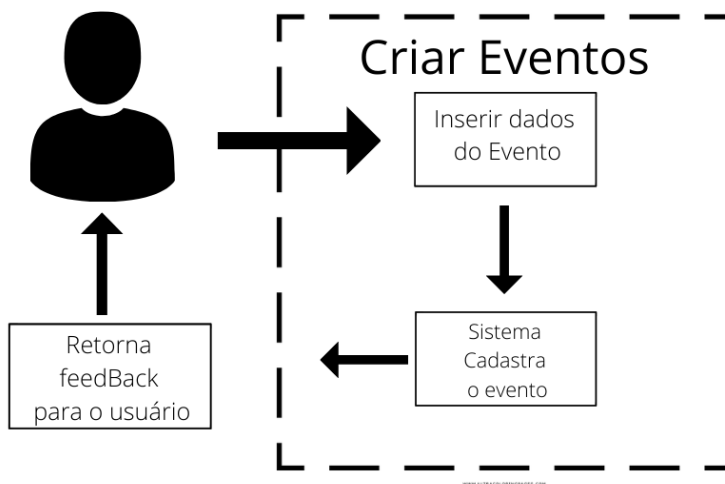 Criar Eventos
Inserir dados
do Evento
Sistema
Cadastra
o evento
Retorna
feedBack
para o usuário